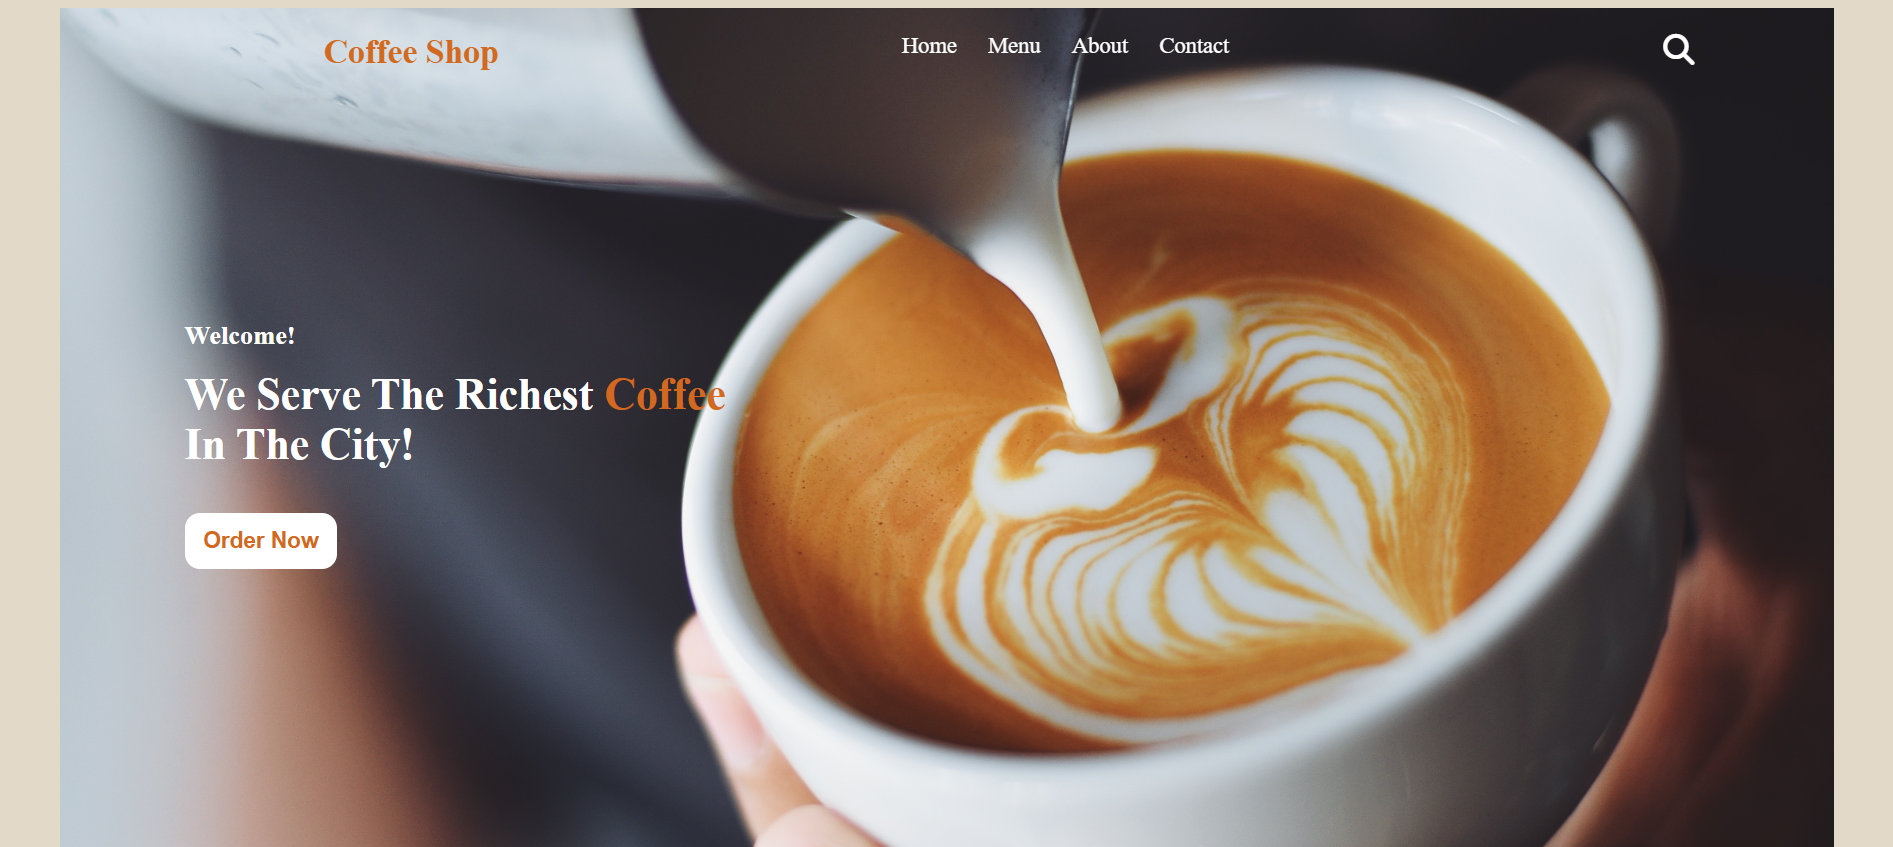 Coffee Shop
Home Menu About Contact
Welcome!
We Serve The Richest Coffee
In The City!
Order Now